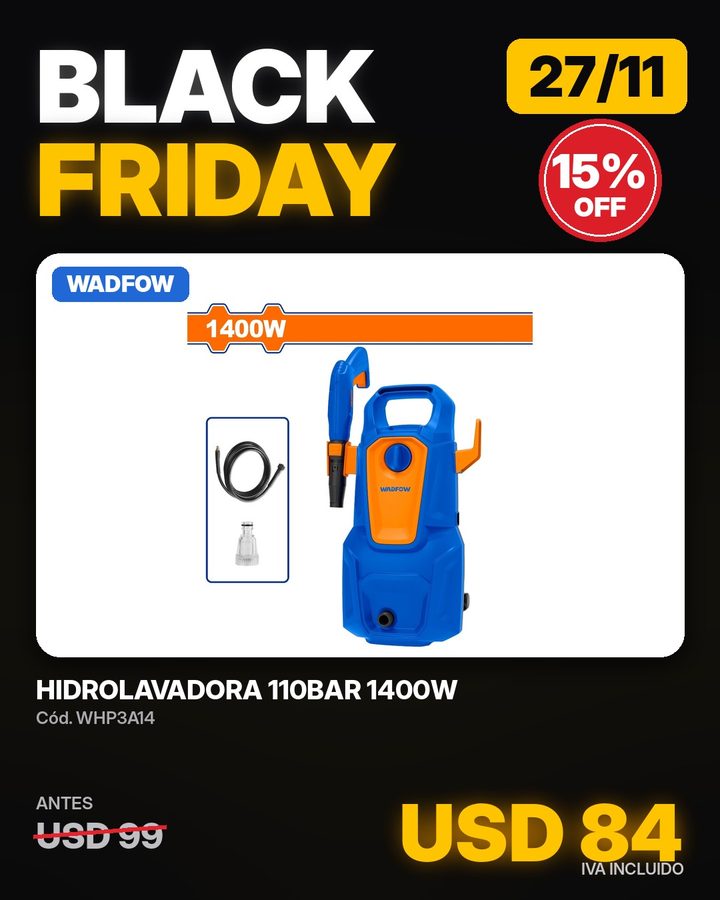 BLACK
FRIDAY
27/11
15%
OFF
WADFOW
1400W
WADFOW
HIDROLAVADORA 110BAR 1400W
Cód. WHP3A14
ANTES
USD 99
USD 84
IVA INCLUIDO